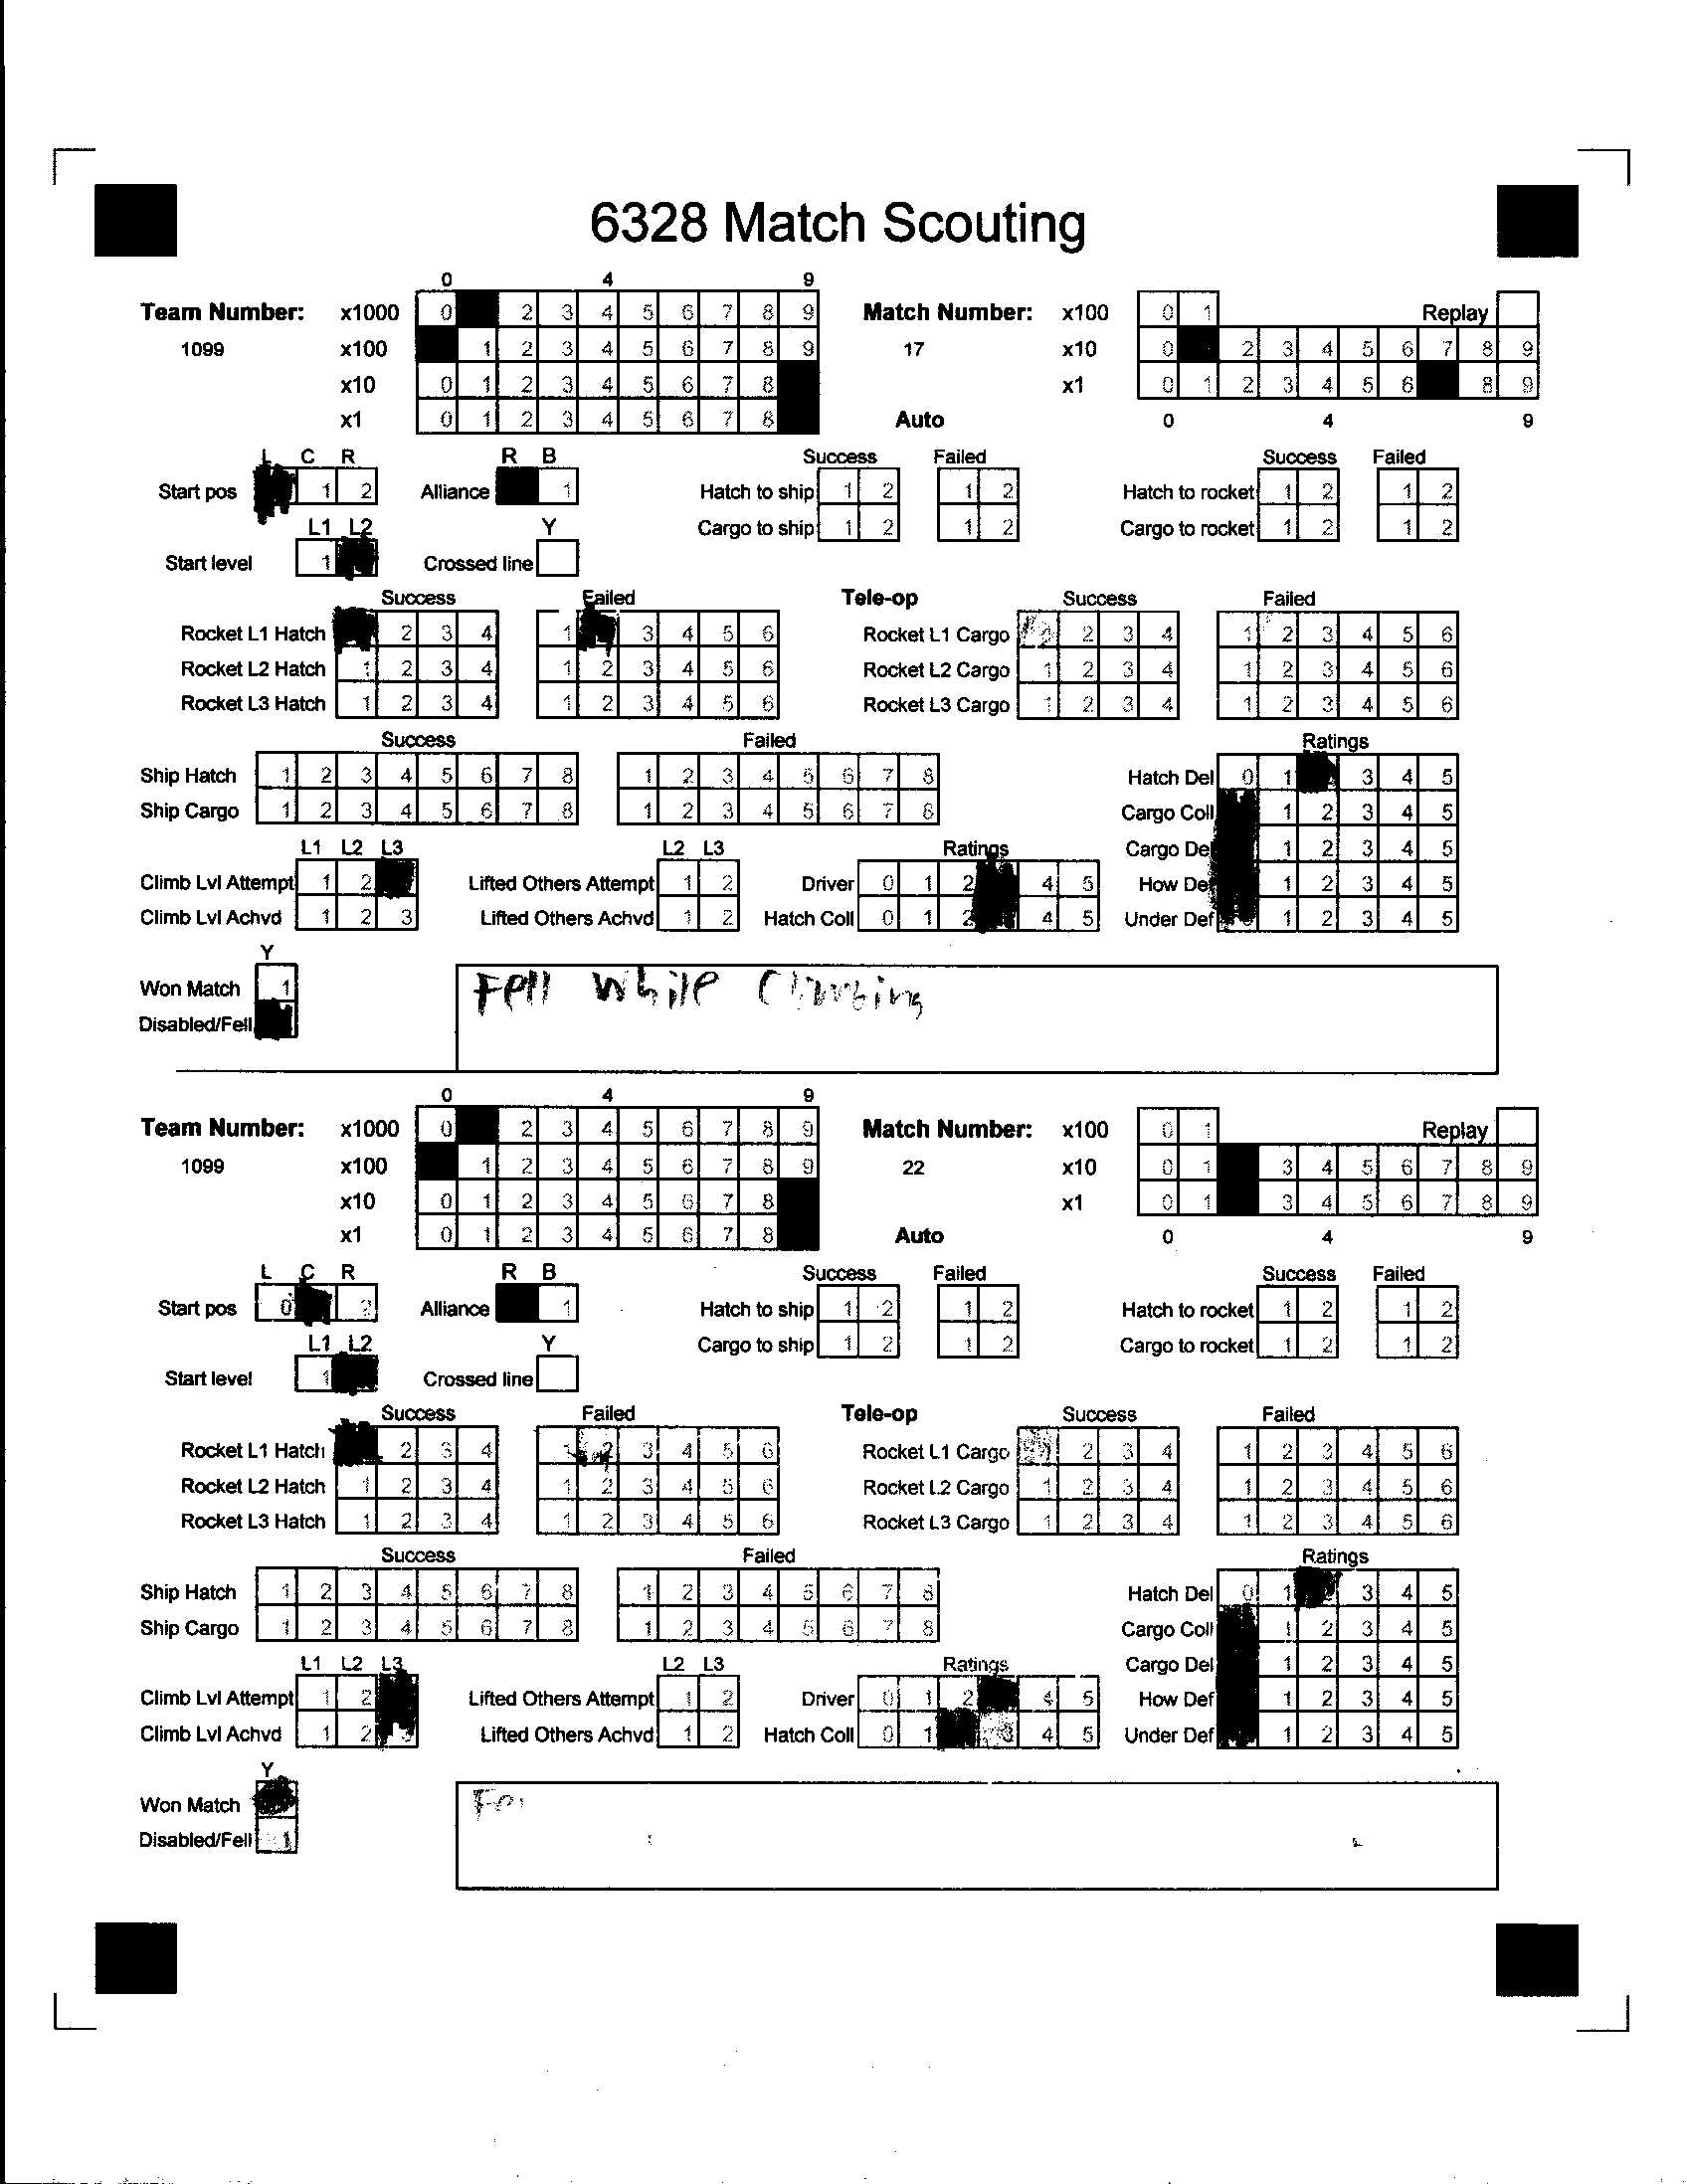 6328 Match Scouting
0 4 9
Team Number: x1000 0 2 3 4 5 6 7 8 9 Match Number: x100 0 1 Replay
1099 x100 1 2 3 4 5 6 7 8 9 17 x10 0 2 3 4 5 6 7 8 9
x10 0 1 2 3 4 5 6 7 8 x1 0 1 2 3 4 5 6 8 9
x1 0 1 2 3 4 5 6 7 8 Auto 0 4 9
L C R R B Success Failed Success Failed
Start pos 1 2 Alliance 1 Hatch to ship 1 2 1 2 Hatch to rocket 1 2 1 2
L1 L2 Y Cargo to ship 1 2 1 2 Cargo to rocket 1 2 1 2
Start level 1 Crossed line
Success Failed Tele-op Success Failed
Rocket L1 Hatch 2 3 4 1 3 4 5 6 Rocket L1 Cargo 2 3 4 1 2 3 4 5 6
Rocket L2 Hatch 1 2 3 4 1 2 3 4 5 6 Rocket L2 Cargo 1 2 3 4 1 2 3 4 5 6
Rocket L3 Hatch 1 2 3 4 1 2 3 4 5 6 Rocket L3 Cargo 1 2 3 4 1 2 3 4 5 6
Success Failed Ratings
Ship Hatch 1 2 3 4 5 6 7 8 1 2 3 4 5 6 7 8 Hatch Del 0 1 3 4 5
Ship Cargo 1 2 3 4 5 6 7 8 1 2 3 4 5 6 7 8 Cargo Coll 1 2 3 4 5
L1 L2 L3 L2 L3 Ratings Cargo Del 1 2 3 4 5
Climb Lvl Attempt 1 2 Lifted Others Attempt 1 2 Driver 0 1 2 4 5 How Def 1 2 3 4 5
Climb Lvl Achvd 1 2 3 Lifted Others Achvd 1 2 Hatch Coll 0 1 2 4 5 Under Def 1 2 3 4 5
Y
Won Match 1 Fell while Climbing
Disabled/Fell
0 4 9
Team Number: x1000 0 2 3 4 5 6 7 8 9 Match Number: x100 0 1 Replay
1099 x100 1 2 3 4 5 6 7 8 9 22 x10 0 1 3 4 5 6 7 8 9
x10 0 1 2 3 4 5 6 7 8 x1 0 1 3 4 5 6 7 8 9
x1 0 1 2 3 4 5 6 7 8 Auto 0 4 9
L C R R B Success Failed Success Failed
Start pos 0 2 Alliance 1 Hatch to ship 1 2 1 2 Hatch to rocket 1 2 1 2
L1 L2 Y Cargo to ship 1 2 1 2 Cargo to rocket 1 2 1 2
Start level 1 Crossed line
Success Failed Tele-op Success Failed
Rocket L1 Hatch 2 3 4 1 2 3 4 5 6 Rocket L1 Cargo 2 3 4 1 2 3 4 5 6
Rocket L2 Hatch 1 2 3 4 1 2 3 4 5 6 Rocket L2 Cargo 1 2 3 4 1 2 3 4 5 6
Rocket L3 Hatch 1 2 3 4 1 2 3 4 5 6 Rocket L3 Cargo 1 2 3 4 1 2 3 4 5 6
Success Failed Ratings
Ship Hatch 1 2 3 4 5 6 7 8 1 2 3 4 5 6 7 8 Hatch Del 0 1 3 4 5
Ship Cargo 1 2 3 4 5 6 7 8 1 2 3 4 5 6 7 8 Cargo Coll 1 2 3 4 5
L1 L2 L3 L2 L3 Ratings Cargo Del 1 2 3 4 5
Climb Lvl Attempt 1 2 Lifted Others Attempt 1 2 Driver 0 1 2 4 5 How Def 1 2 3 4 5
Climb Lvl Achvd 1 2 3 Lifted Others Achvd 1 2 Hatch Coll 0 1 3 4 5 Under Def 1 2 3 4 5
Y
Won Match
Disabled/Fell 1